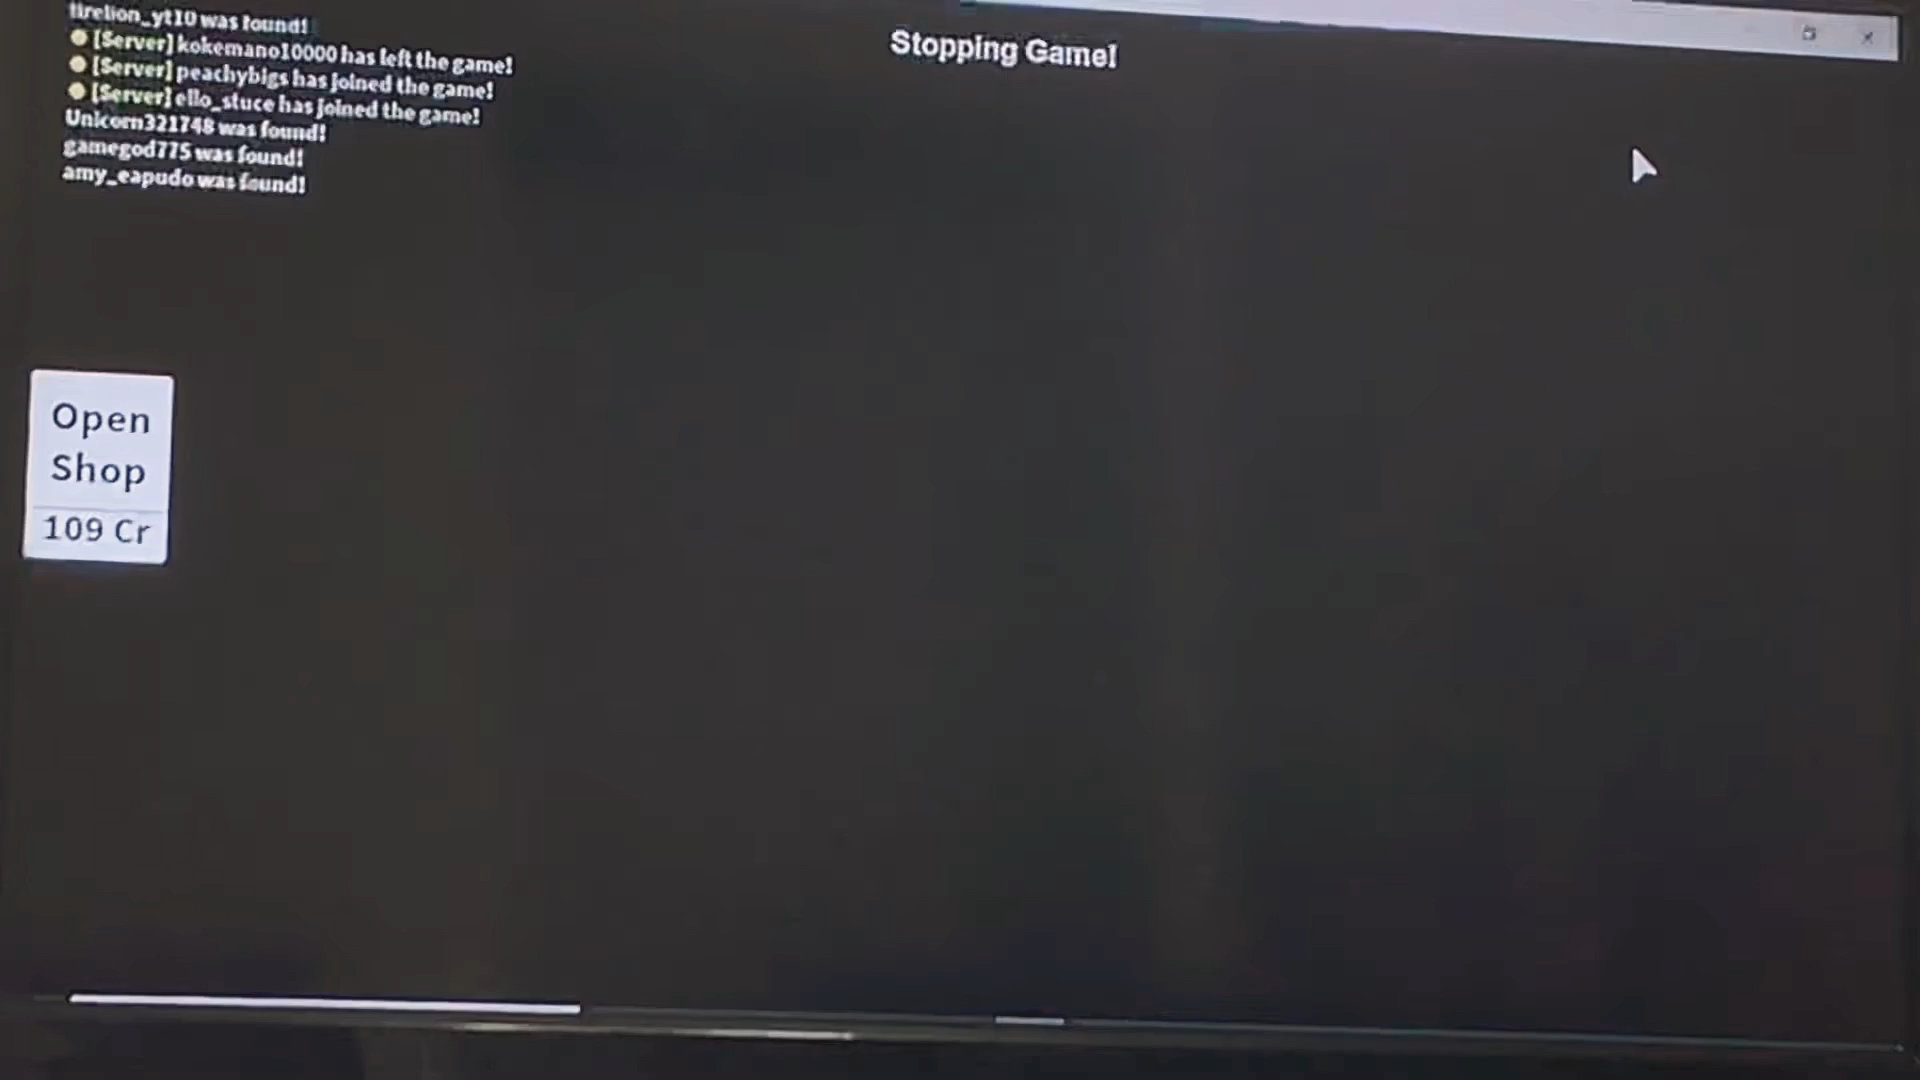 firelion_yt10 was found!
[Server] kokemano10000 has left the game!
[Server] peachybigs has joined the game!
[Server] ello_stuce has joined the game!
Unicorn321748 was found!
gamegod775 was found!
amy_eapudo was found!
Stopping Game!
Open
Shop
109 Cr